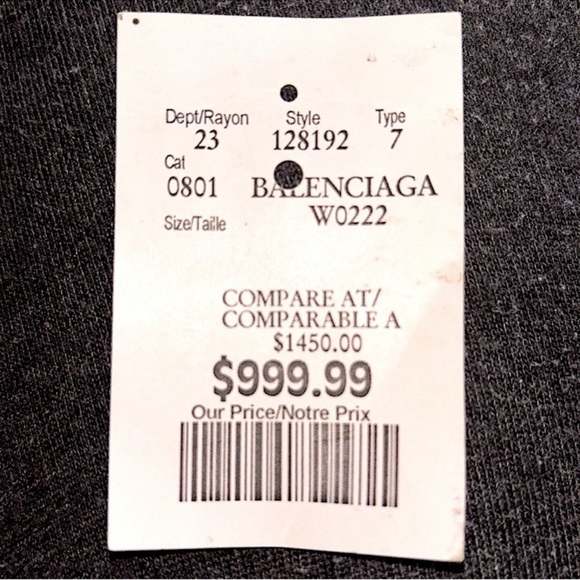 Dept/Rayon Style Type
23 128192 7
Cat
0801 BALENCIAGA
Size/Taille W0222
COMPARE AT/
COMPARABLE A
$1450.00
$999.99
Our Price/Notre Prix